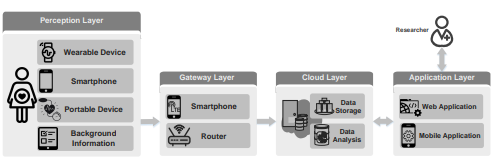 Perception Layer
Wearable Device
Smartphone
Portable Device
Background
Information
Gateway Layer
Smartphone
LTE
Router
Cloud Layer
Data
Storage
Data
Analysis
Researcher
Application Layer
Web Application
Mobile Application